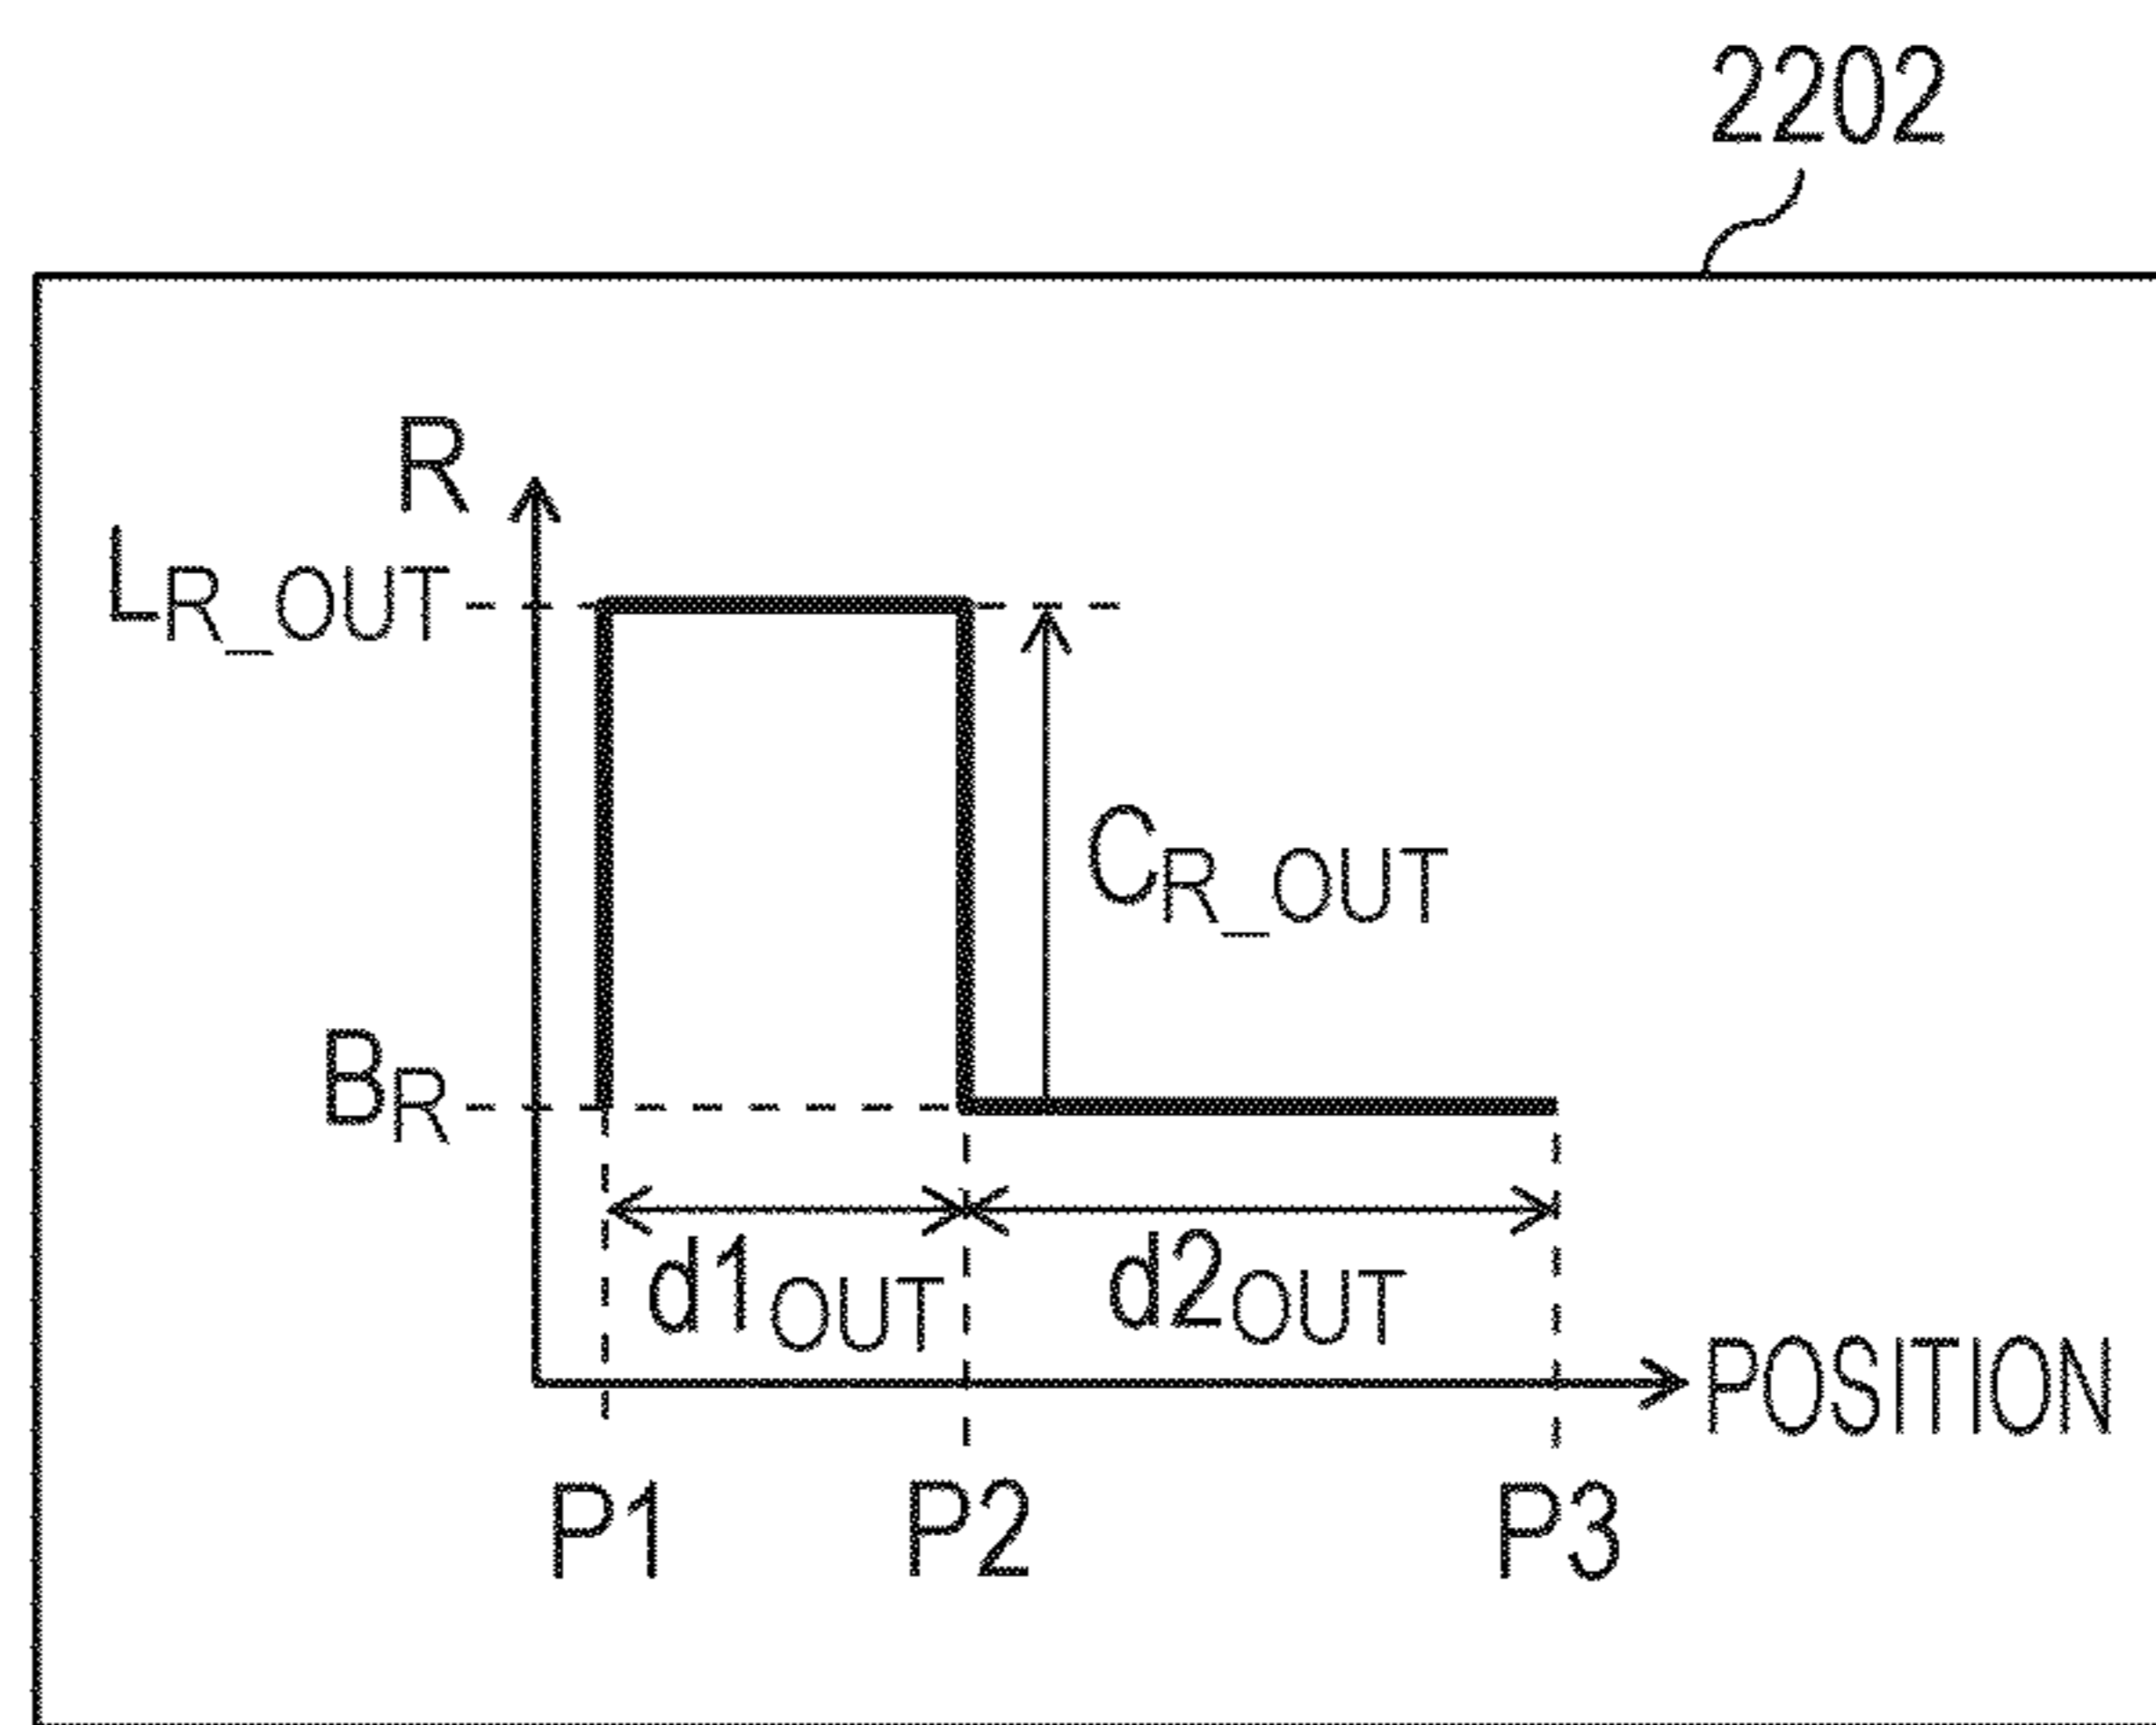 2202
R
LR_OUT
CR_OUT
BR
d1OUT
d2OUT
POSITION
P1
P2
P3